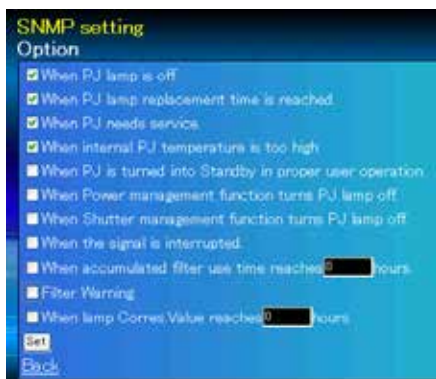 SNMP setting
Option
When PJ lamp is off
When PJ lamp replacement time is reached.
When PJ needs service.
When internal PJ temperature is too high
When PJ is turned into Standby in proper user operation
When Power management function turns PJ lamp off.
When Shutter management function turns PJ lamp off.
When the signal is interrupted.
When accumulated filter use time reaches 0 hours.
Filter Warning
When lamp Corres.Value reaches 0 hours
Set
Back